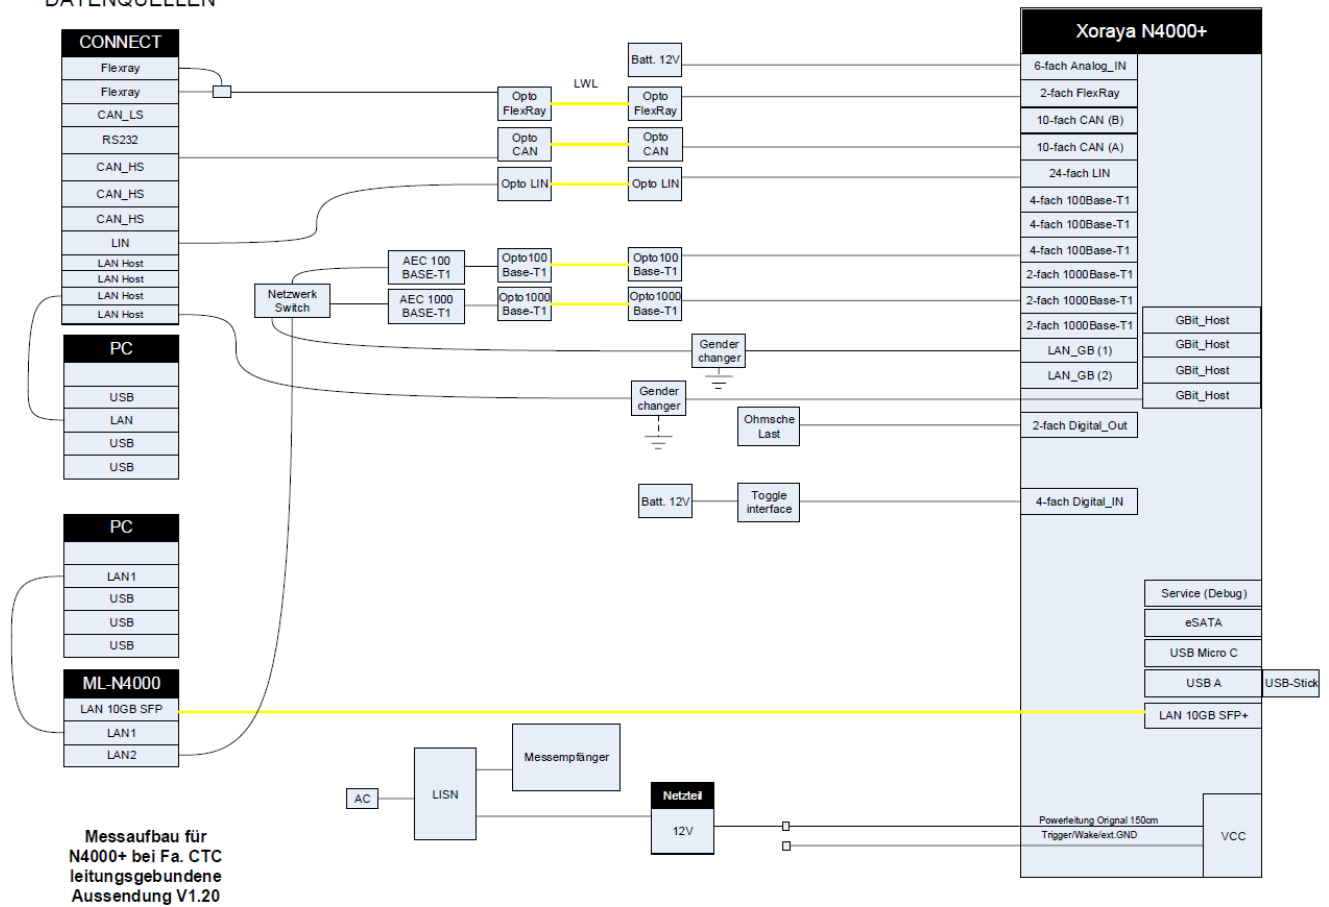 DATENQUELLEN
CONNECT
Flexray
Flexray
CAN_LS
RS232
CAN_HS
CAN_HS
CAN_HS
LIN
LAN Host
LAN Host
LAN Host
LAN Host
PC
USB
LAN
USB
USB
PC
LAN1
USB
USB
USB
ML-N4000
LAN 10GB SFP
LAN1
LAN2
Messaufbau für
N4000+ bei Fa. CTC
leitungsgebundene
Aussendung V1.20
Netzwerk
Switch
AEC 100
BASE-T1
AEC 1000
BASE-T1
Opto
FlexRay
Opto
CAN
Opto LIN
Opto100
Base-T1
Opto1000
Base-T1
LWL
Batt. 12V
Opto
FlexRay
Opto
CAN
Opto LIN
Opto100
Base-T1
Opto1000
Base-T1
Gender
changer
Gender
changer
Ohmsche
Last
Batt. 12V
Toggle
interface
AC
LISN
Messempfänger
Netzteil
12V
Xoraya N4000+
6-fach Analog_IN
2-fach FlexRay
10-fach CAN (B)
10-fach CAN (A)
24-fach LIN
4-fach 100Base-T1
4-fach 100Base-T1
4-fach 100Base-T1
2-fach 1000Base-T1
2-fach 1000Base-T1
2-fach 1000Base-T1
LAN_GB (1)
LAN_GB (2)
GBit_Host
GBit_Host
GBit_Host
GBit_Host
2-fach Digital_Out
4-fach Digital_IN
Service (Debug)
eSATA
USB Micro C
USB A
USB-Stick
LAN 10GB SFP+
Powerleitung Orignal 150cm
Trigger/Wake/ext.GND
VCC